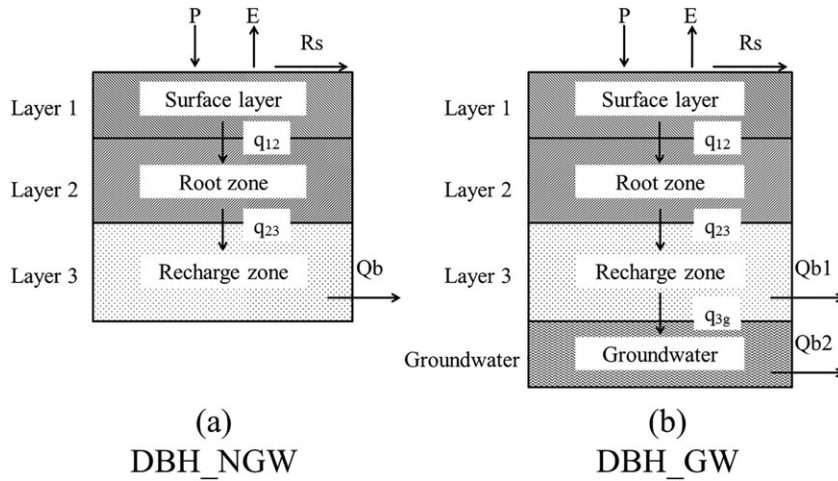 P E
Rs
Layer 1
Surface layer
q12
Layer 2
Root zone
q23
Layer 3
Recharge zone
Qb
(a)
DBH_NGW
P E
Rs
Layer 1
Surface layer
q12
Layer 2
Root zone
q23
Layer 3
Recharge zone
Qb1
q3g
Qb2
Groundwater
Groundwater
(b)
DBH_GW